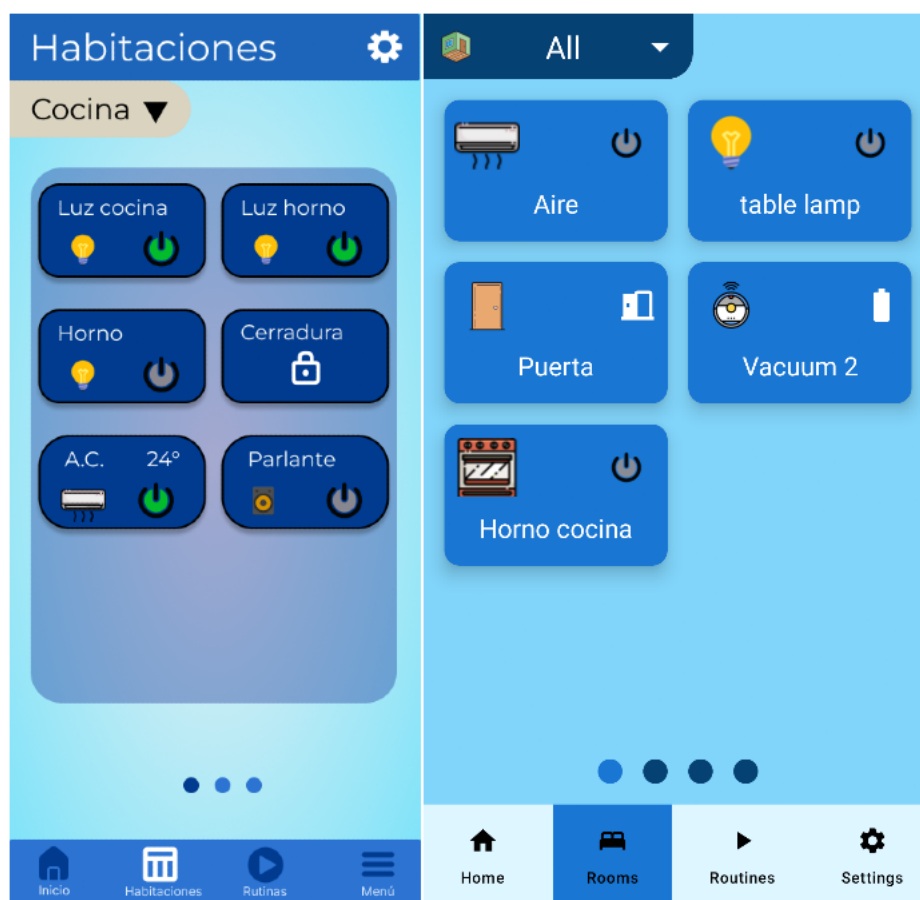 Habitaciones
Cocina ▼
Luz cocina
Luz horno
Horno
Cerradura
A.C. 24°
Parlante
Inicio
Habitaciones
Rutinas
Menú
All
Aire
table lamp
Puerta
Vacuum 2
Horno cocina
Home
Rooms
Routines
Settings